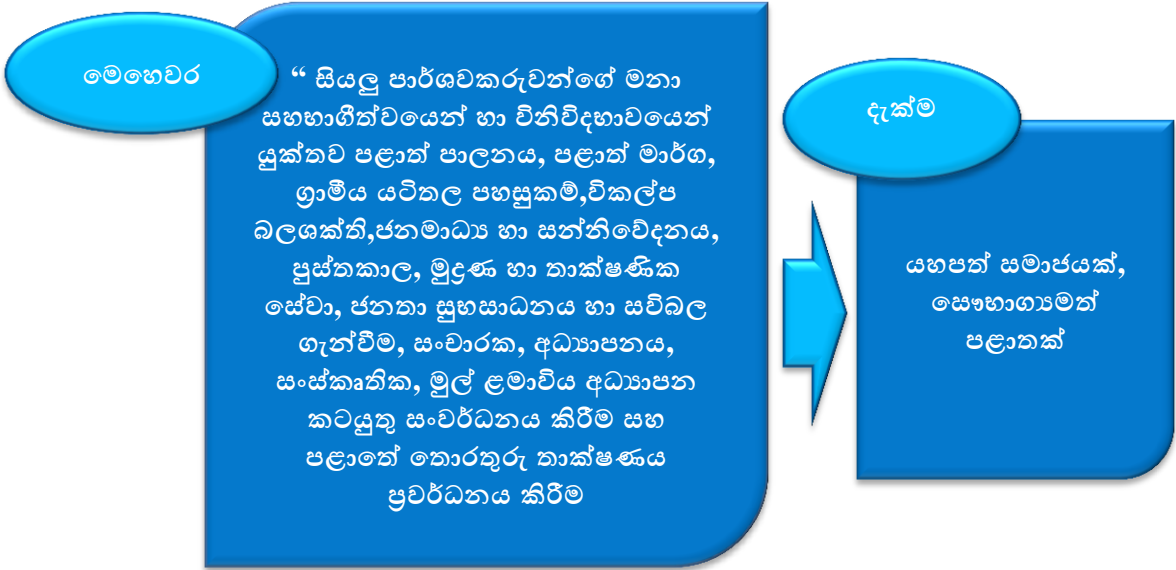 මෙහෙවර
“ සියලු පාර්ශවකරුවන්ගේ මනා
සහභාගීත්වයෙන් හා විනිවිදභාවයෙන්
යුක්තව පළාත් පාලනය, පළාත් මාර්ග,
ග්‍රාමීය යටිතල පහසුකම්,විකල්ප
බලශක්ති,ජනමාධ්‍ය හා සන්නිවේදනය,
පුස්තකාල, මුද්‍රණ හා තාක්ෂණික
සේවා, ජනතා සුභසාධනය හා සවිබල
ගැන්වීම, සංචාරක, අධ්‍යාපනය,
සංස්කෘතික, මුල් ළමාවිය අධ්‍යාපන
කටයුතු සංවර්ධනය කිරීම සහ
පළාතේ තොරතුරු තාක්ෂණය
ප්‍රවර්ධනය කිරීම
දැක්ම
යහපත් සමාජයක්,
සෞභාග්‍යමත්
පළාතක්